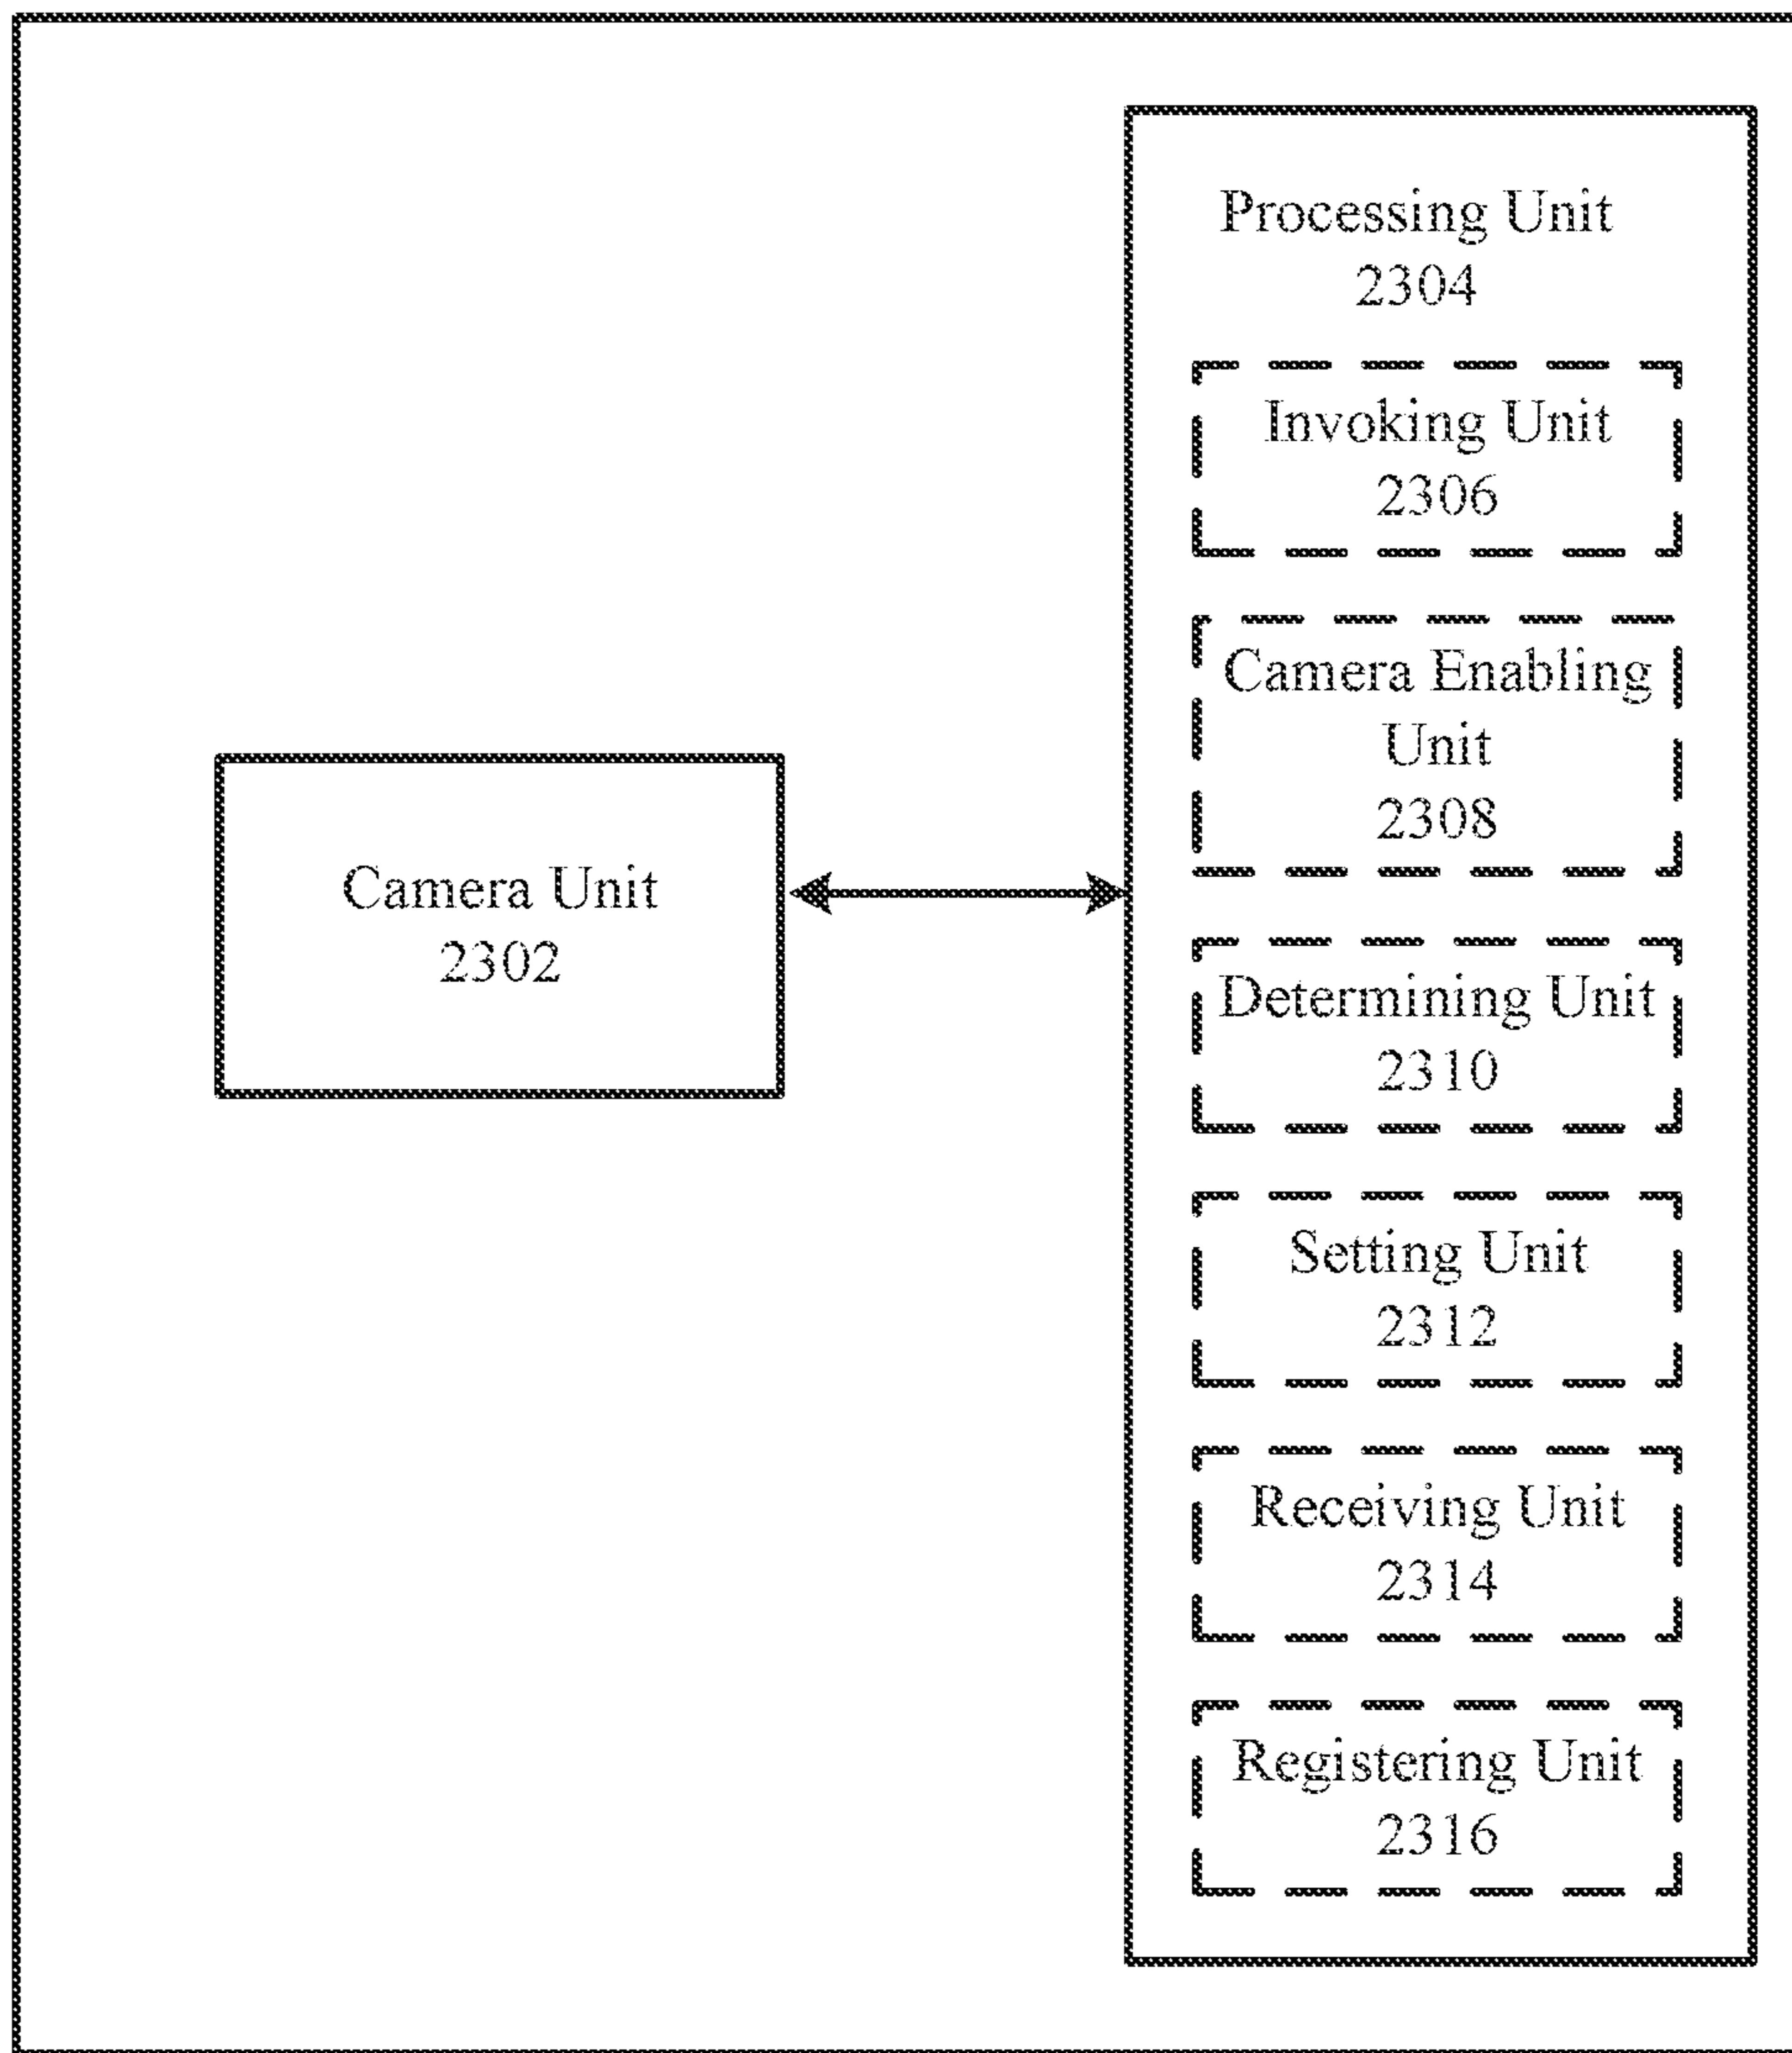 Processing Unit
2304
Invoking Unit
2306
Camera Enabling
Unit
2308
Camera Unit
2302
Determining Unit
2310
Setting Unit
2312
Receiving Unit
2314
Registering Unit
2316